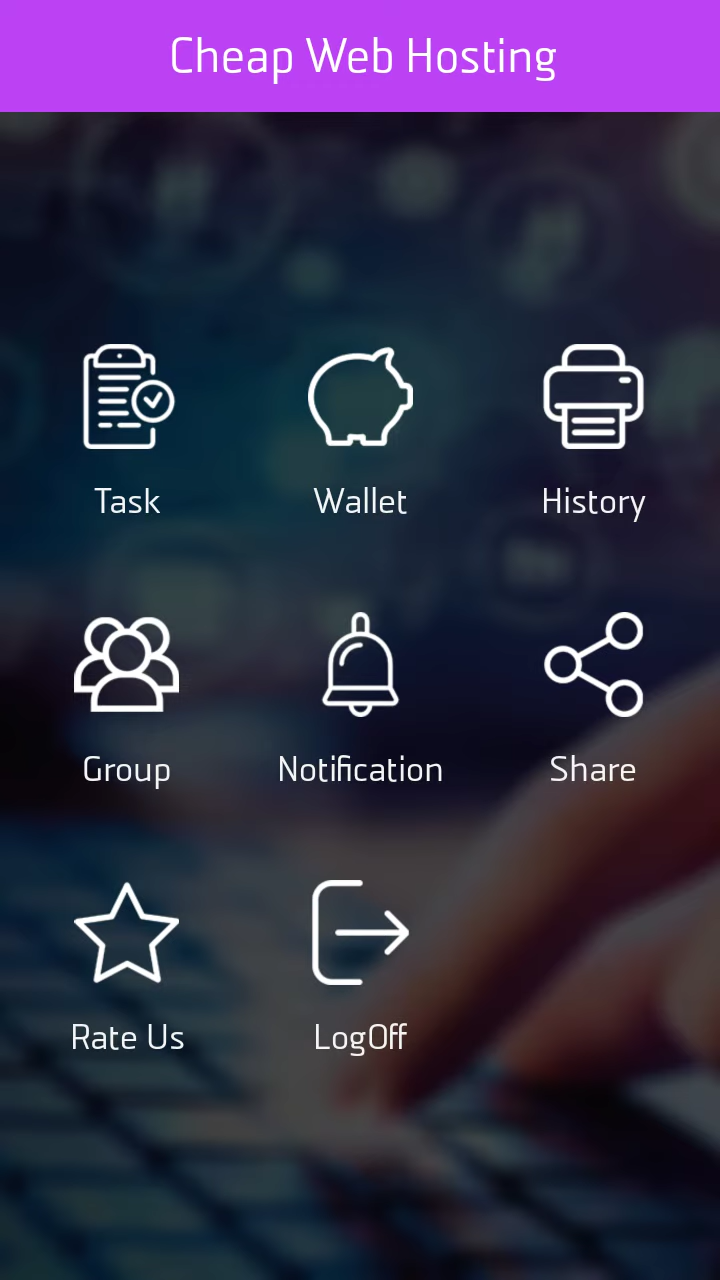 Cheap Web Hosting
Task
Wallet
History
Group
Notification
Share
Rate Us
LogOff